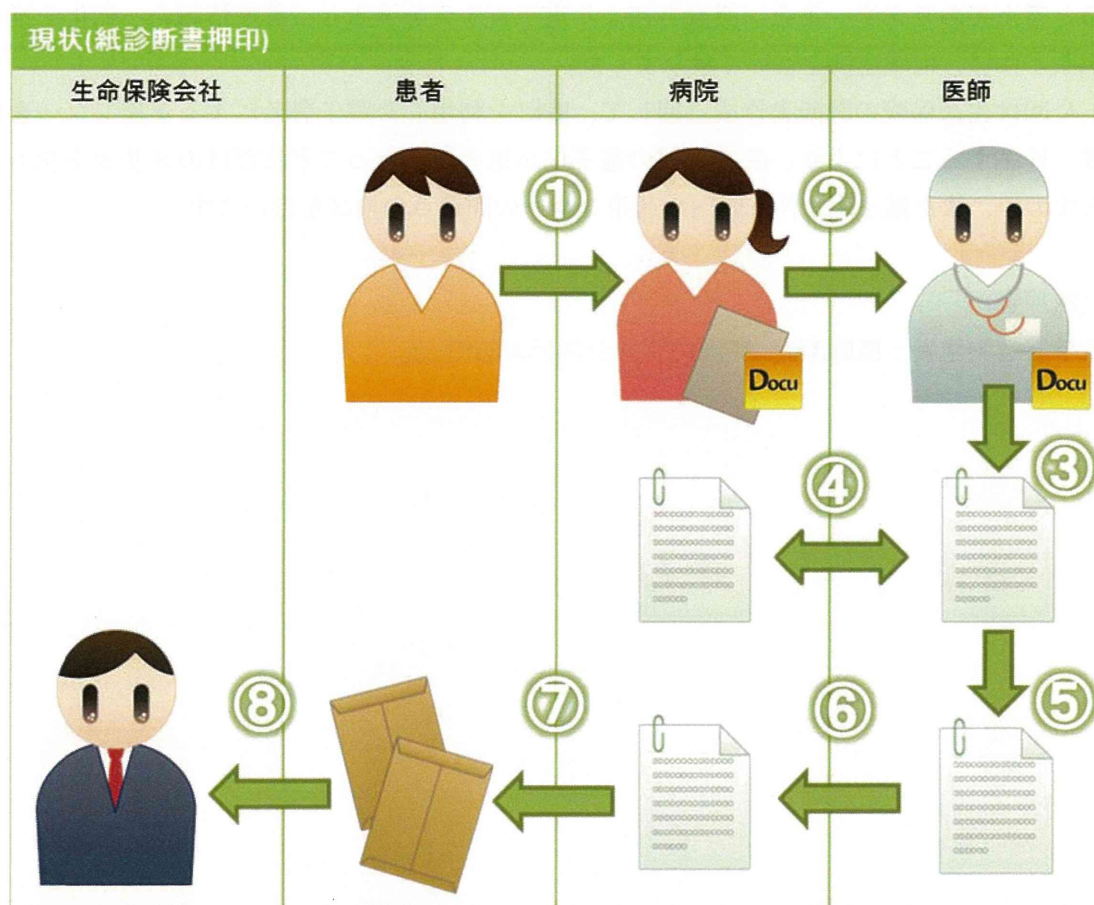 現状(紙診断書押印)
生命保険会社 患者 病院 医師
① ②
Docu Docu
④ ③
⑧ ⑦ ⑥ ⑤